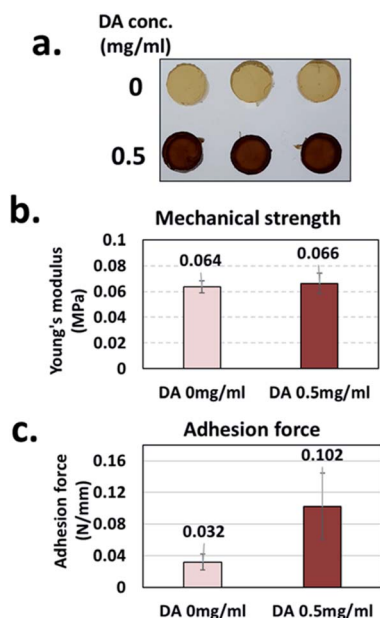 DA conc.
(mg/ml)
a.
0
0.5
b.
Mechanical strength
Young's modulus
(MPa)
0.1
0.08
0.06
0.04
0.02
0
0.064
0.066
DA 0mg/ml DA 0.5mg/ml
c.
Adhesion force
Adhesion force
(N/mm)
0.16
0.12
0.08
0.04
0
0.032
0.102
DA 0mg/ml DA 0.5mg/ml